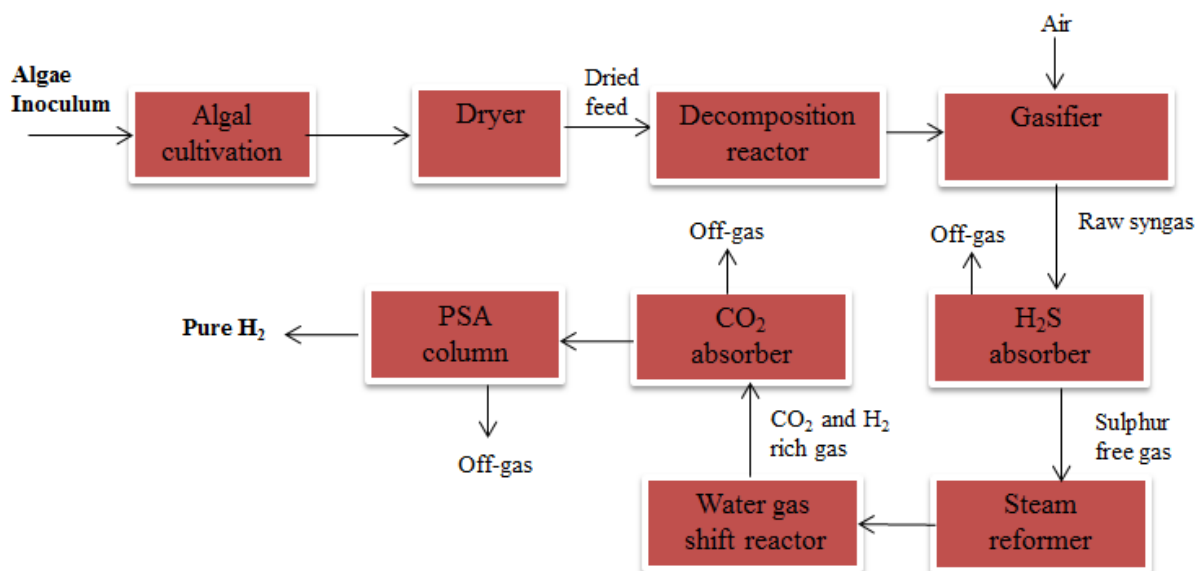 Algae
Inoculum
Algal
cultivation
Dryer
Dried
feed
Decomposition
reactor
Air
Gasifier
Raw syngas
Off-gas
H₂S
absorber
Sulphur
free gas
Steam
reformer
Water gas
shift reactor
CO₂ and H₂
rich gas
CO₂
absorber
Off-gas
PSA
column
Off-gas
Pure H₂